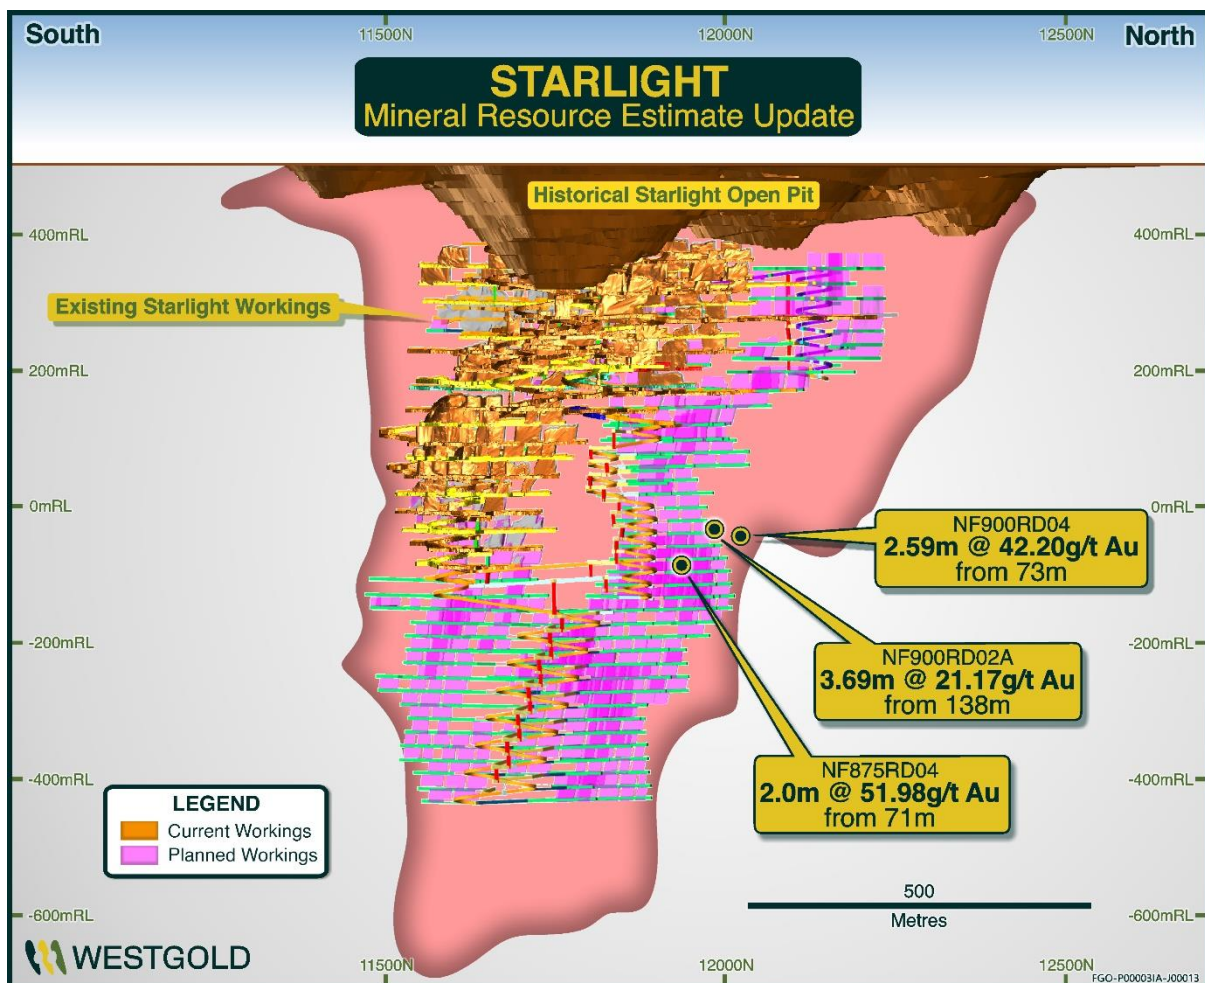 South
11500N
12000N
12500N
North
STARLIGHT
Mineral Resource Estimate Update
Historical Starlight Open Pit
400mRL
400mRL
Existing Starlight Workings
200mRL
200mRL
0mRL
0mRL
NF900RD04
2.59m @ 42.20g/t Au
from 73m
-200mRL
-200mRL
NF900RD02A
3.69m @ 21.17g/t Au
from 138m
NF875RD04
2.0m @ 51.98g/t Au
from 71m
-400mRL
-400mRL
LEGEND
Current Workings
Planned Workings
500
Metres
-600mRL
-600mRL
WESTGOLD
11500N
12000N
12500N
FGO-P00003IA-J00013